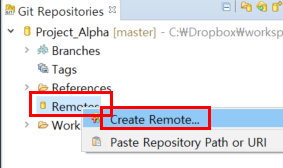 Git Repositories
Project_Alpha [master] - C:₩Dropbox₩worksp
Branches
Tags
References
Remotes
Create Remote...
Work
Paste Repository Path or URI